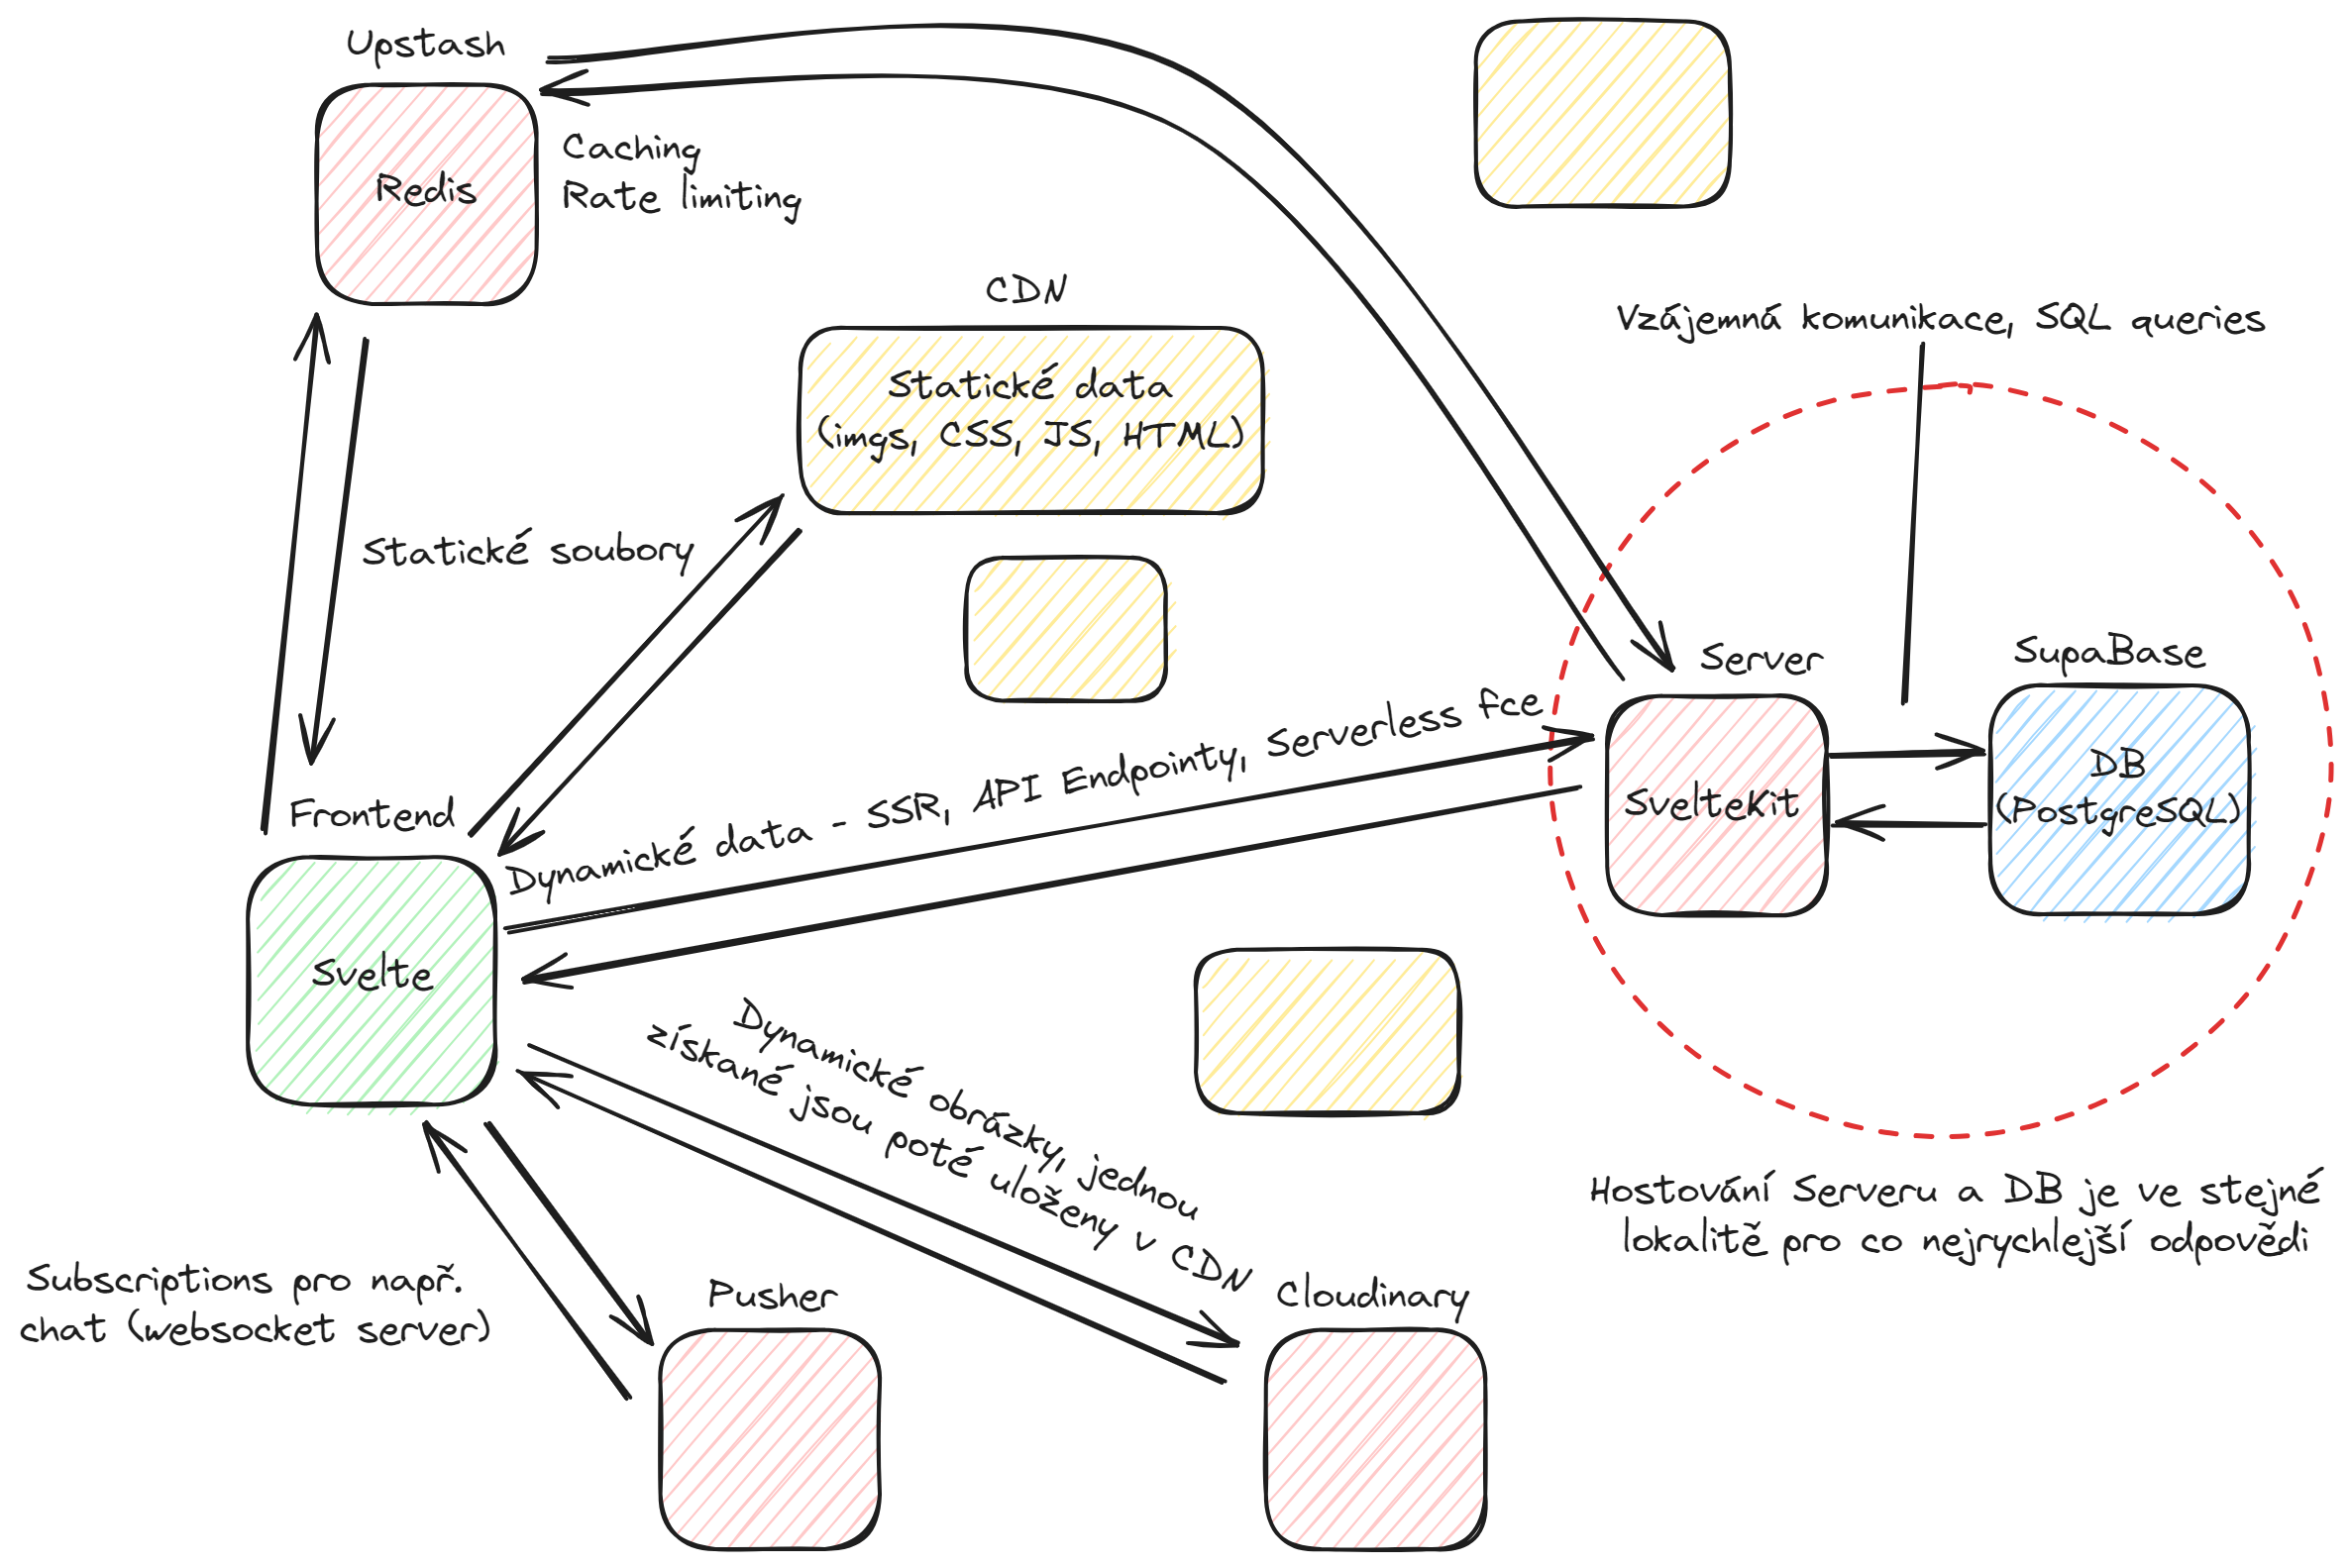 Upstash
Redis
Caching
Rate limiting
CDN
Statické data
(imgs, CSS, JS, HTML)
Vzájemná komunikace, SQL queries
Statické soubory
Server
SupaBase
SvelteKit
DB
(PostgreSQL)
Frontend
Dynamické data - SSR, API Endpointy, Serverless fce
Svelte
Dynamické obrázky, jednou
získané jsou poté uloženy v CDN
Hostování Serveru a DB je ve stejné
lokalitě pro co nejrychlejší odpovědi
Subscriptions pro např.
chat (websocket server)
Pusher
Cloudinary